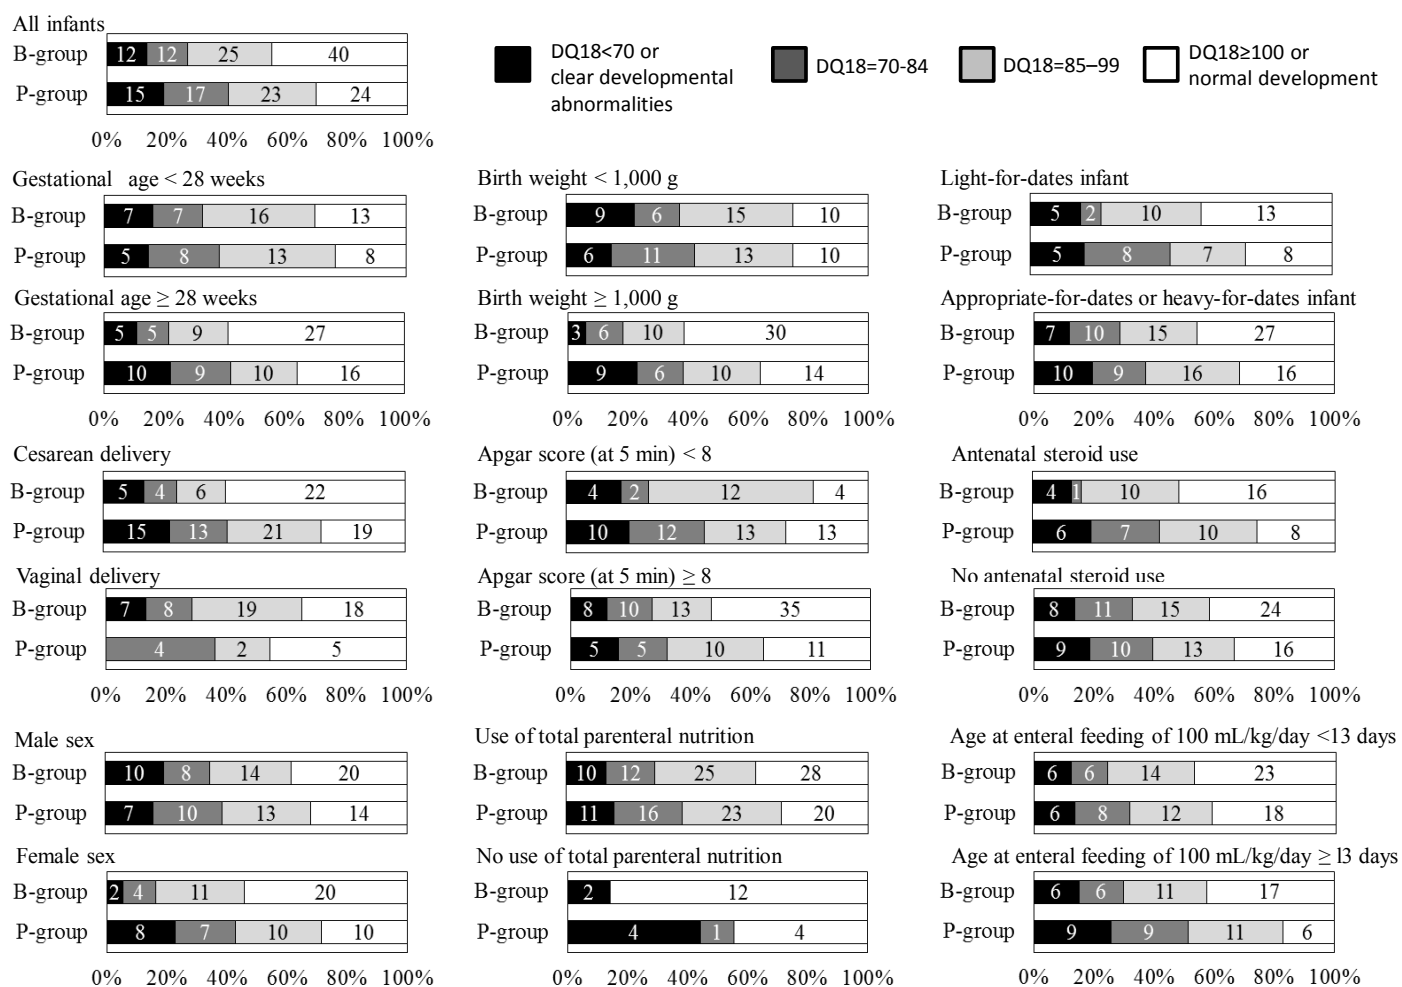 All infants
B-group 12 12 25 40
P-group 15 17 23 24
0% 20% 40% 60% 80% 100%
DQ18<70 or
clear developmental
abnormalities
DQ18=70-84
DQ18=85–99
DQ18≥100 or
normal development
Gestational age < 28 weeks
B-group 7 7 16 13
P-group 5 8 13 8
Gestational age ≥ 28 weeks
B-group 5 5 9 27
P-group 10 9 10 16
0% 20% 40% 60% 80% 100%
Birth weight < 1,000 g
B-group 9 6 15 10
P-group 6 11 13 10
Birth weight ≥ 1,000 g
B-group 3 6 10 30
P-group 9 6 10 14
0% 20% 40% 60% 80% 100%
Light-for-dates infant
B-group 5 2 10 13
P-group 5 8 7 8
Appropriate-for-dates or heavy-for-dates infant
B-group 7 10 15 27
P-group 10 9 16 16
0% 20% 40% 60% 80% 100%
Cesarean delivery
B-group 5 4 6 22
P-group 15 13 21 19
Vaginal delivery
B-group 7 8 19 18
P-group 4 2 5
0% 20% 40% 60% 80% 100%
Apgar score (at 5 min) < 8
B-group 4 2 12 4
P-group 10 12 13 13
Apgar score (at 5 min) ≥ 8
B-group 8 10 13 35
P-group 5 5 10 11
0% 20% 40% 60% 80% 100%
Antenatal steroid use
B-group 4 1 10 16
P-group 6 7 10 8
No antenatal steroid use
B-group 8 11 15 24
P-group 9 10 13 16
0% 20% 40% 60% 80% 100%
Male sex
B-group 10 8 14 20
P-group 7 10 13 14
Female sex
B-group 2 4 11 20
P-group 8 7 10 10
0% 20% 40% 60% 80% 100%
Use of total parenteral nutrition
B-group 10 12 25 28
P-group 11 16 23 20
No use of total parenteral nutrition
B-group 2 12
P-group 4 1 4
0% 20% 40% 60% 80% 100%
Age at enteral feeding of 100 mL/kg/day <13 days
B-group 6 6 14 23
P-group 6 8 12 18
Age at enteral feeding of 100 mL/kg/day ≥ 13 days
B-group 6 6 11 17
P-group 9 9 11 6
0% 20% 40% 60% 80% 100%